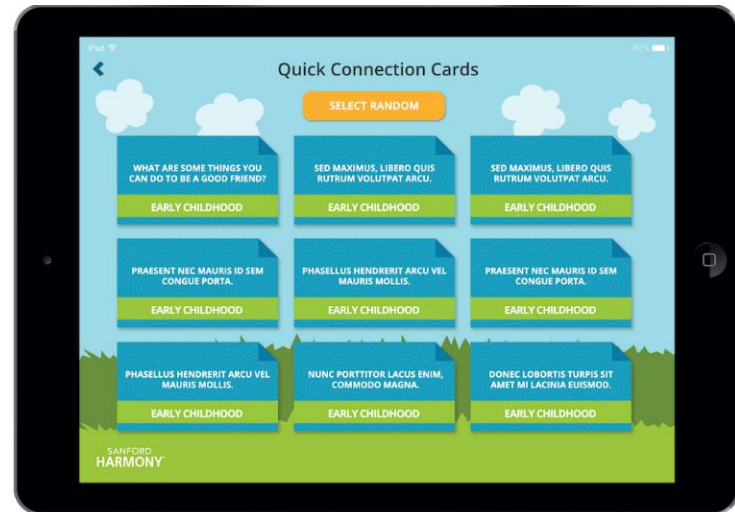 iPad
82%
Quick Connection Cards
SELECT RANDOM
WHAT ARE SOME THINGS YOU
CAN DO TO BE A GOOD FRIEND?
EARLY CHILDHOOD
SED MAXIMUS, LIBERO QUIS
RUTRUM VOLUTPAT ARCU.
EARLY CHILDHOOD
SED MAXIMUS, LIBERO QUIS
RUTRUM VOLUTPAT ARCU.
EARLY CHILDHOOD
PRAESENT NEC MAURIS ID SEM
CONGUE PORTA.
EARLY CHILDHOOD
PHASELLUS HENDRERIT ARCU VEL
MAURIS MOLLIS.
EARLY CHILDHOOD
PRAESENT NEC MAURIS ID SEM
CONGUE PORTA.
EARLY CHILDHOOD
PHASELLUS HENDRERIT ARCU VEL
MAURIS MOLLIS.
EARLY CHILDHOOD
NUNC PORTTITOR LACUS ENIM,
COMMODO MAGNA.
EARLY CHILDHOOD
DONEC LOBORTIS TURPIS SIT
AMET MI LACINIA EUISMOD.
EARLY CHILDHOOD
SANFORD
HARMONY